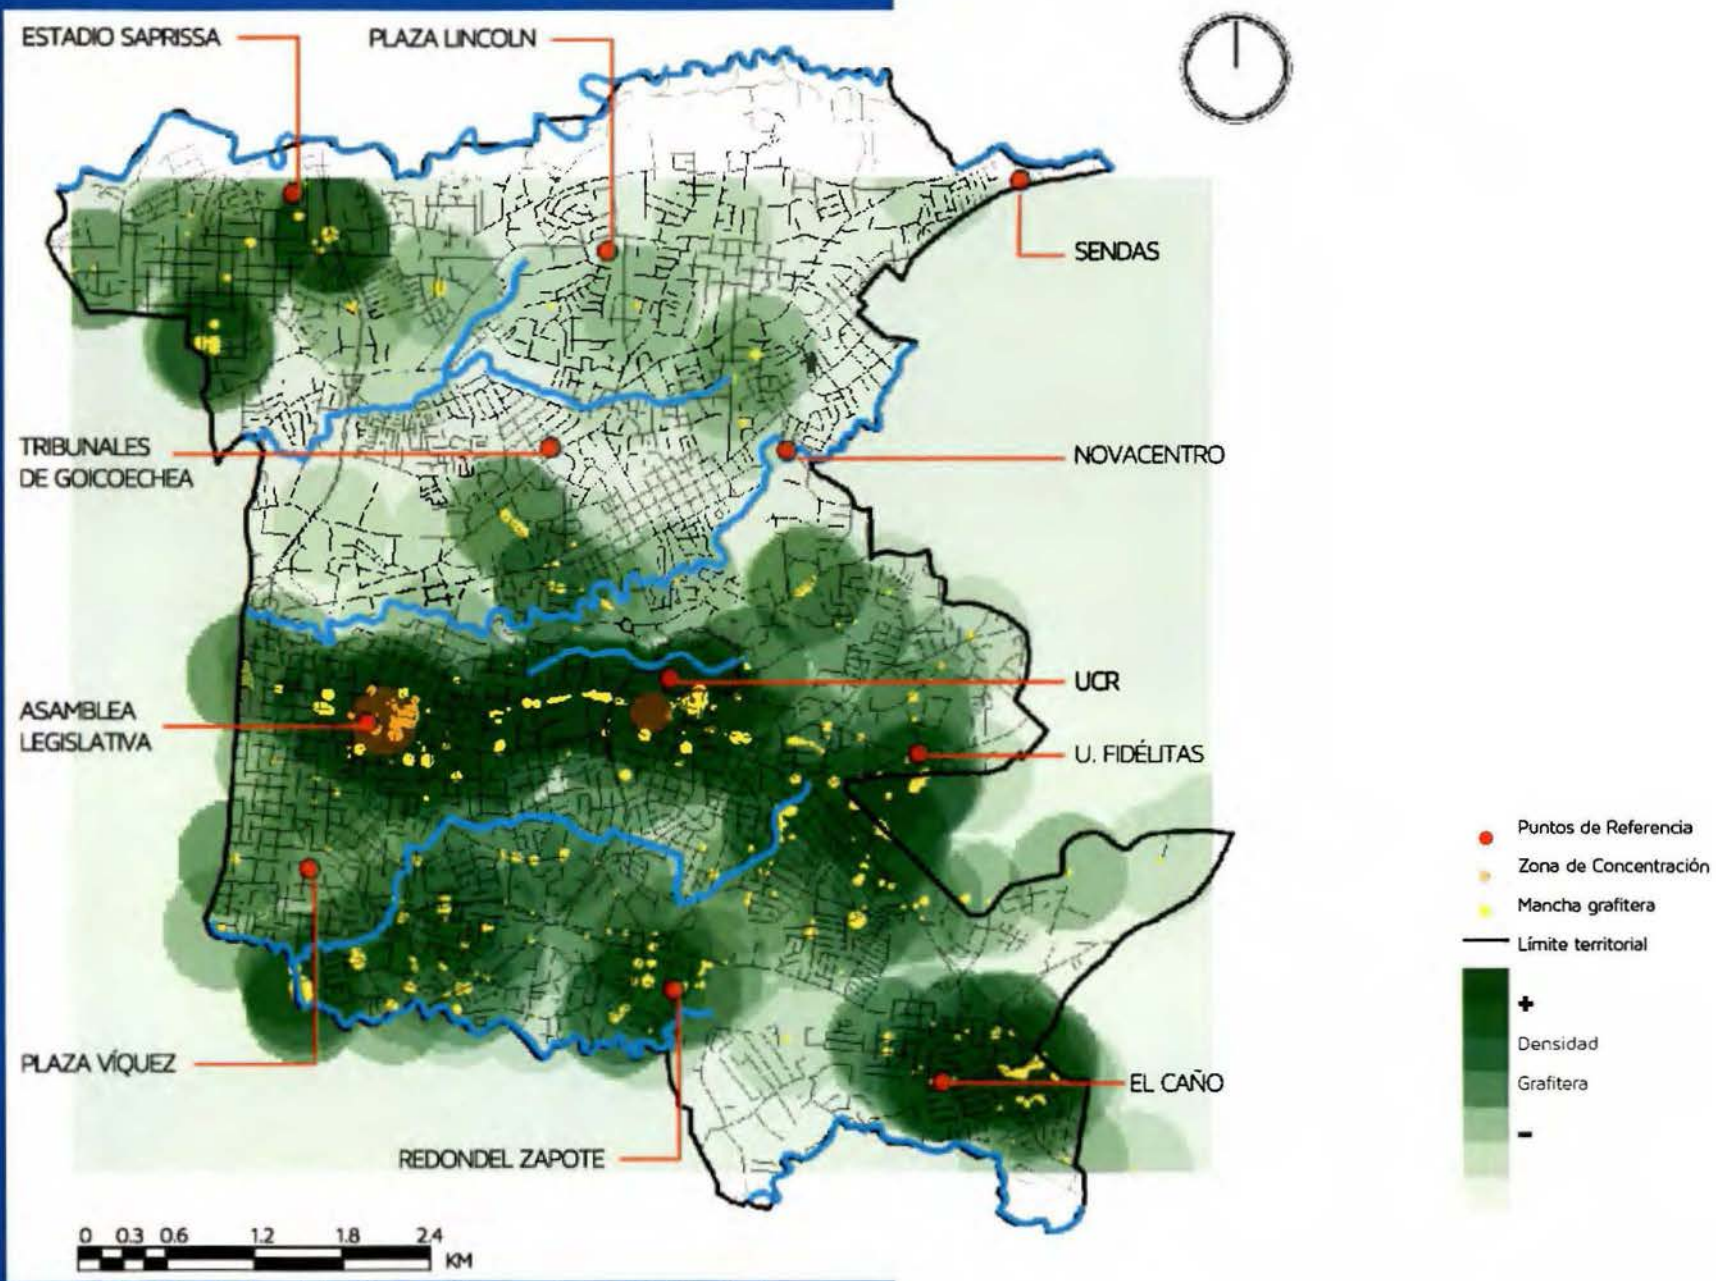 ESTADIO SAPRISSA
PLAZA LINCOLN
SENDAS
TRIBUNALES
DE GOICOECHEA
NOVACENTRO
UCR
ASAMBLEA
LEGISLATIVA
U. FIDÉLITAS
PLAZA VÍQUEZ
EL CAÑO
REDONDEL ZAPOTE
0 0.3 0.6 1.2 1.8 2.4
KM
Puntos de Referencia
Zona de Concentración
Mancha grafitera
Límite territorial
+
Densidad
Grafitera
-